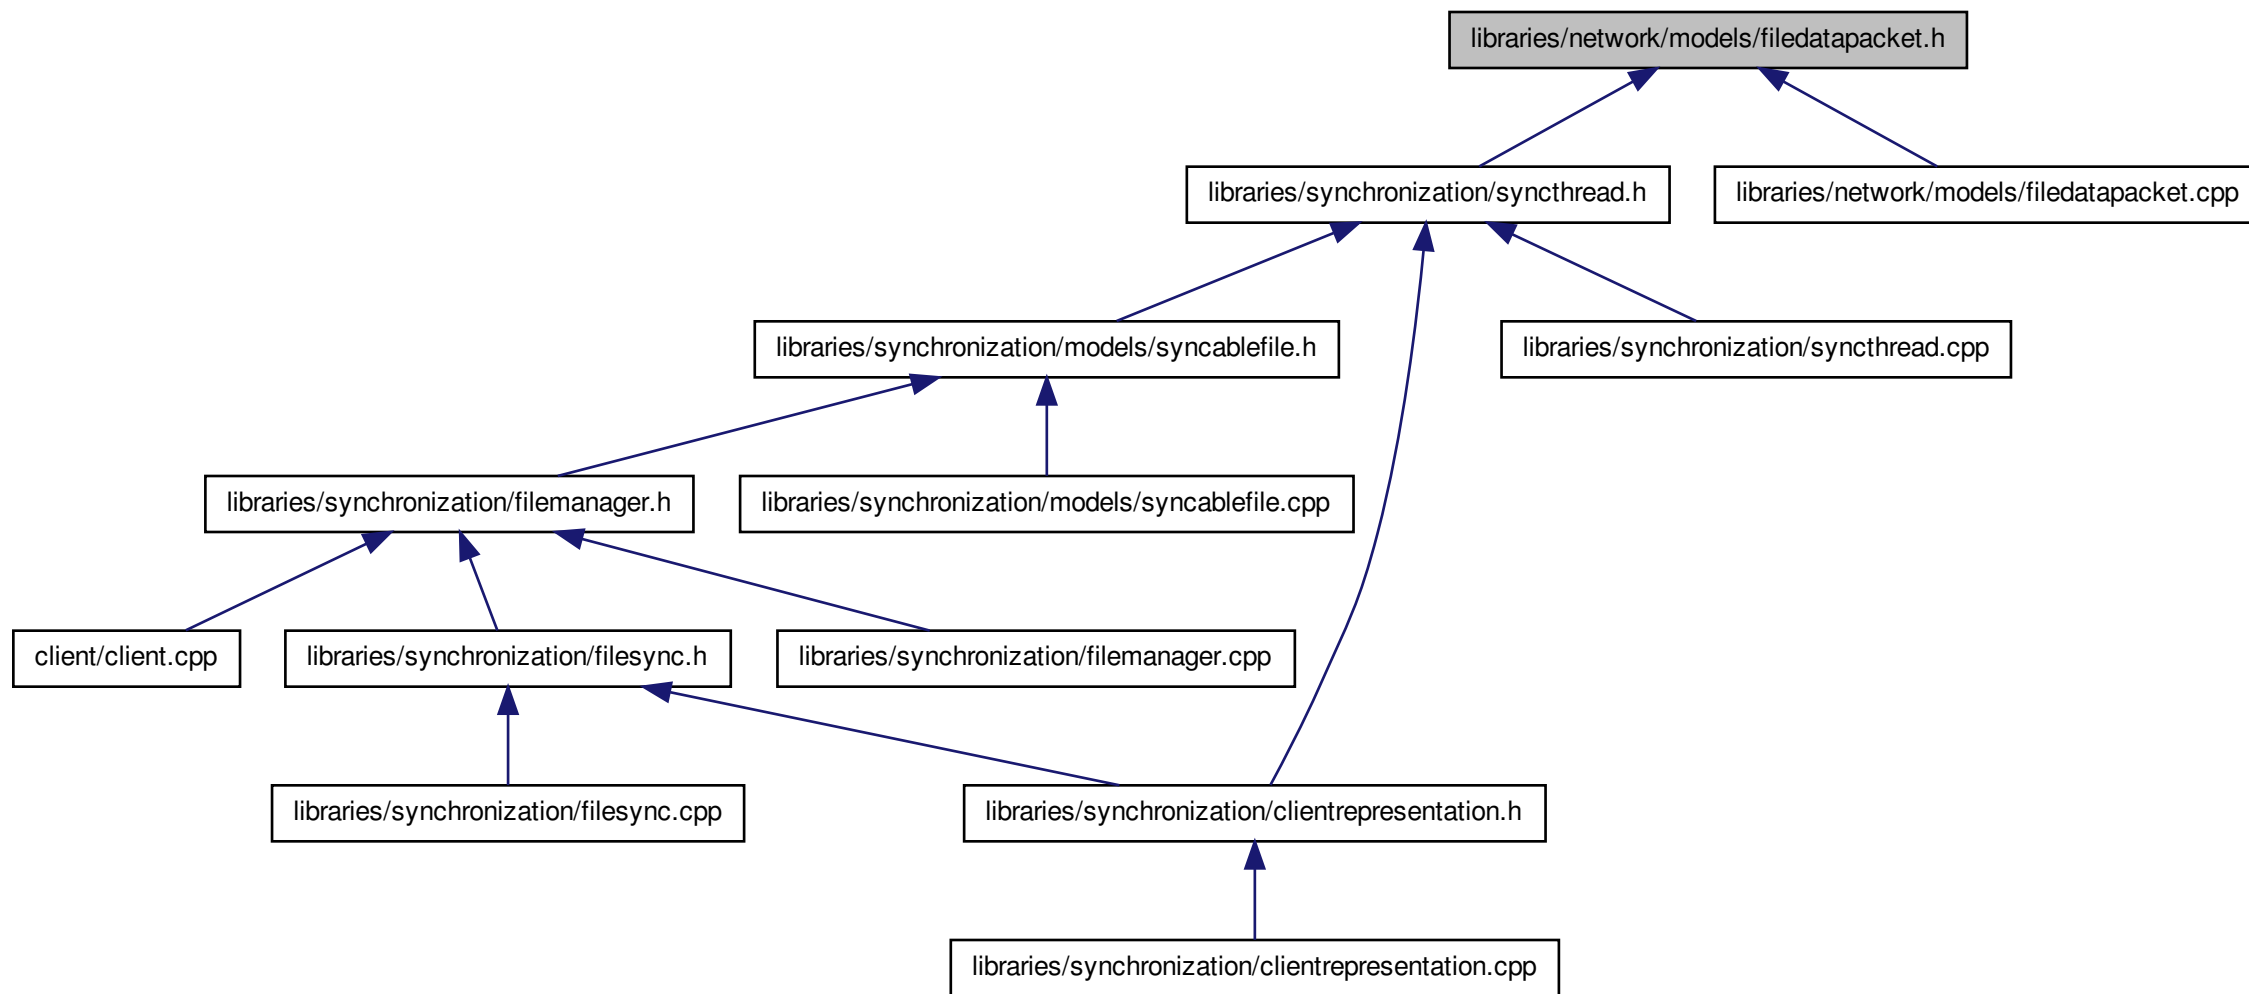 libraries/network/models/filedatapacket.h
libraries/synchronization/syncthread.h
libraries/network/models/filedatapacket.cpp
libraries/synchronization/models/syncablefile.h
libraries/synchronization/syncthread.cpp
libraries/synchronization/filemanager.h
libraries/synchronization/models/syncablefile.cpp
client/client.cpp
libraries/synchronization/filesync.h
libraries/synchronization/filemanager.cpp
libraries/synchronization/filesync.cpp
libraries/synchronization/clientrepresentation.h
libraries/synchronization/clientrepresentation.cpp